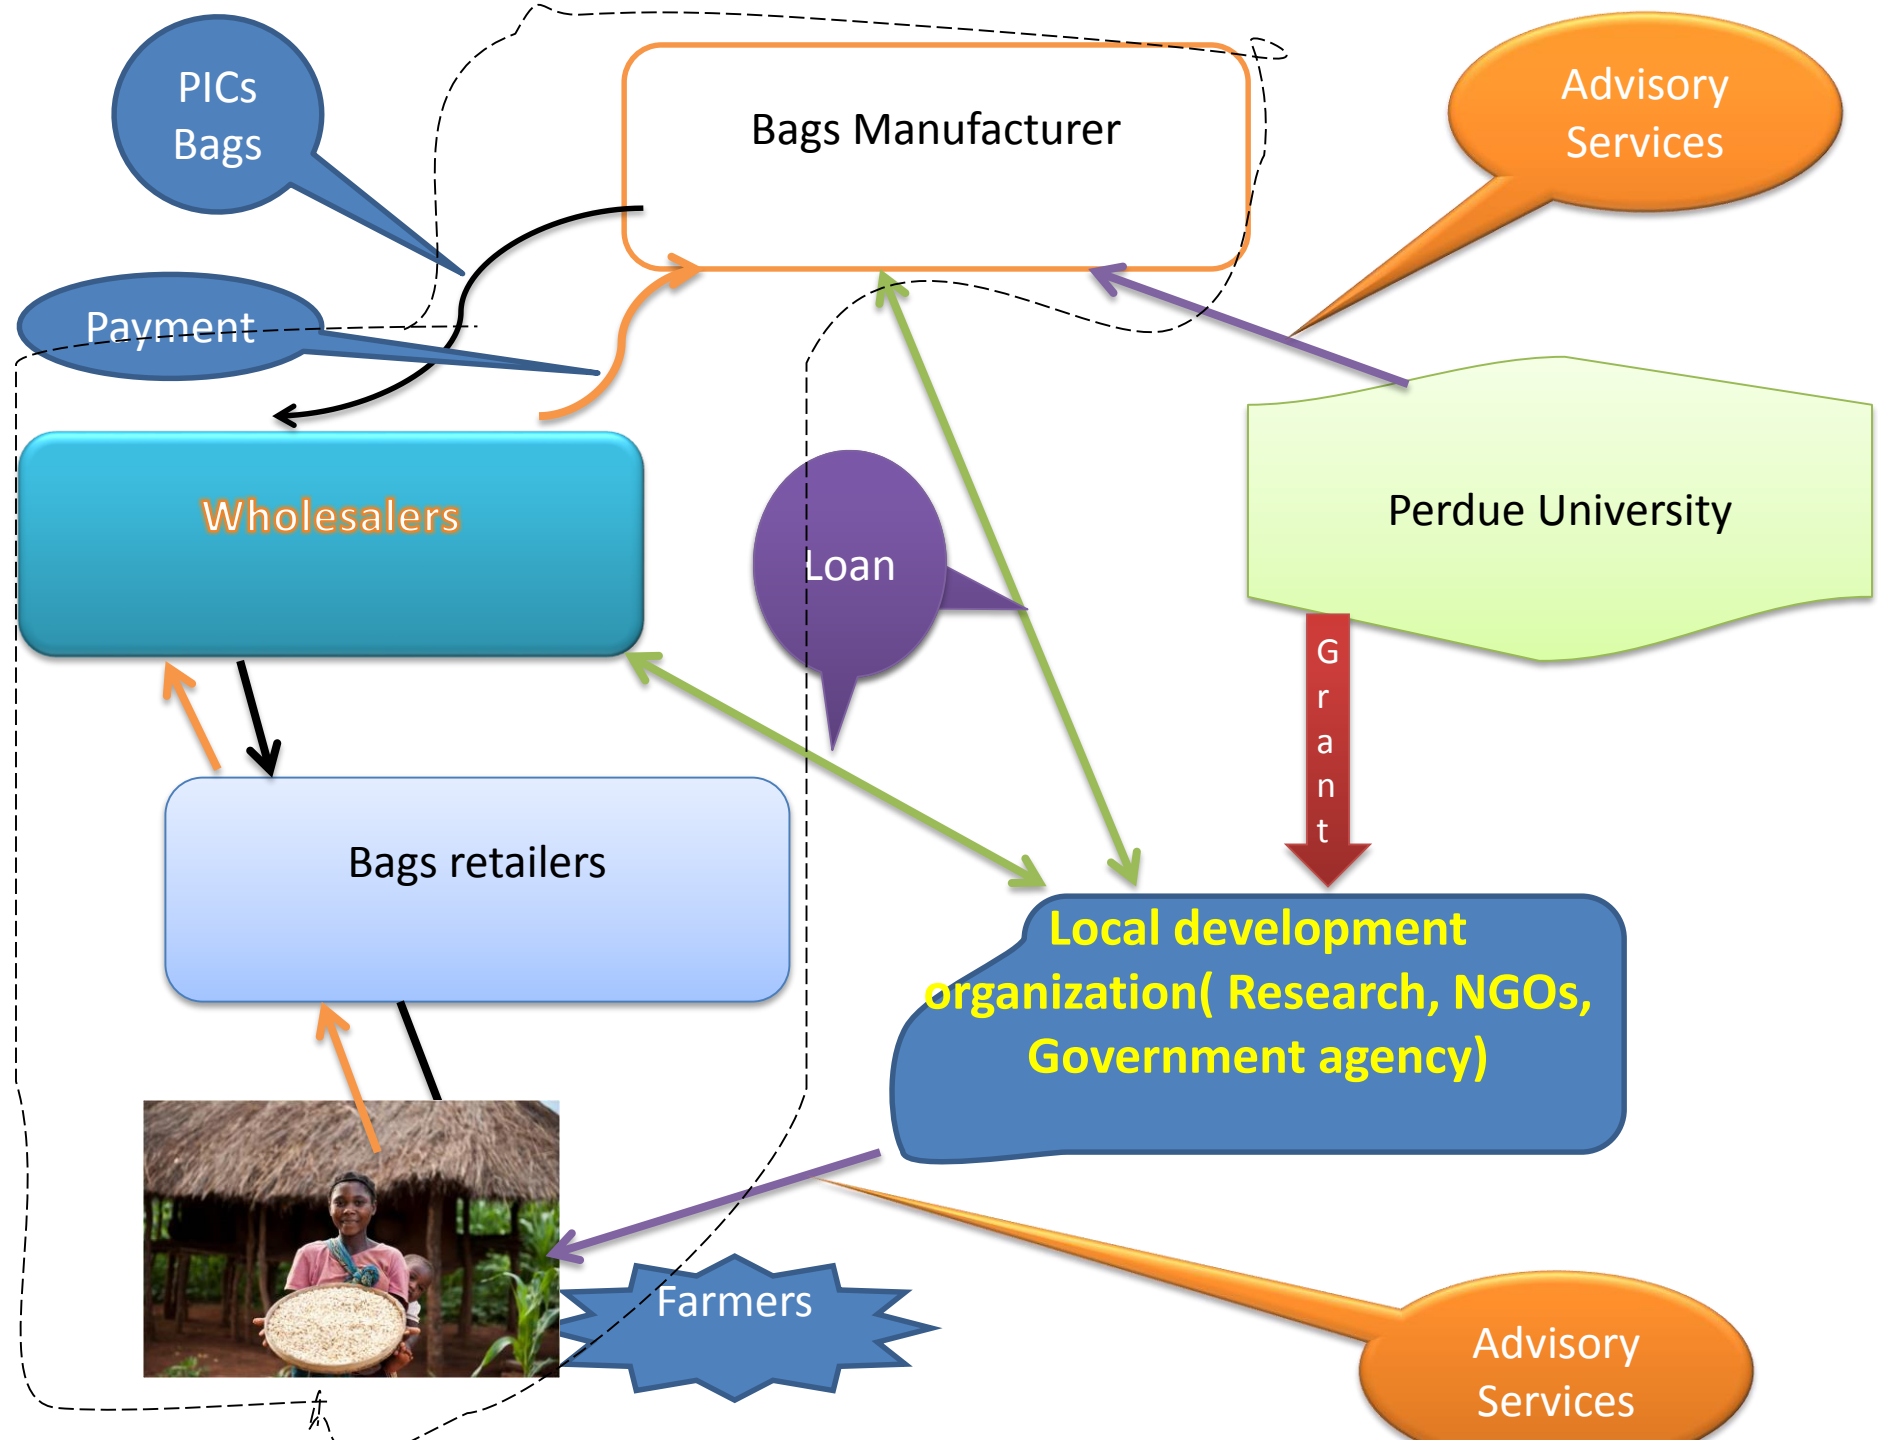 PICs
Bags
Bags Manufacturer
Advisory
Services
Payment
Wholesalers
Loan
Perdue University
G
r
a
n
t
Bags retailers
Local development
organization( Research, NGOs,
Government agency)
Farmers
Advisory
Services